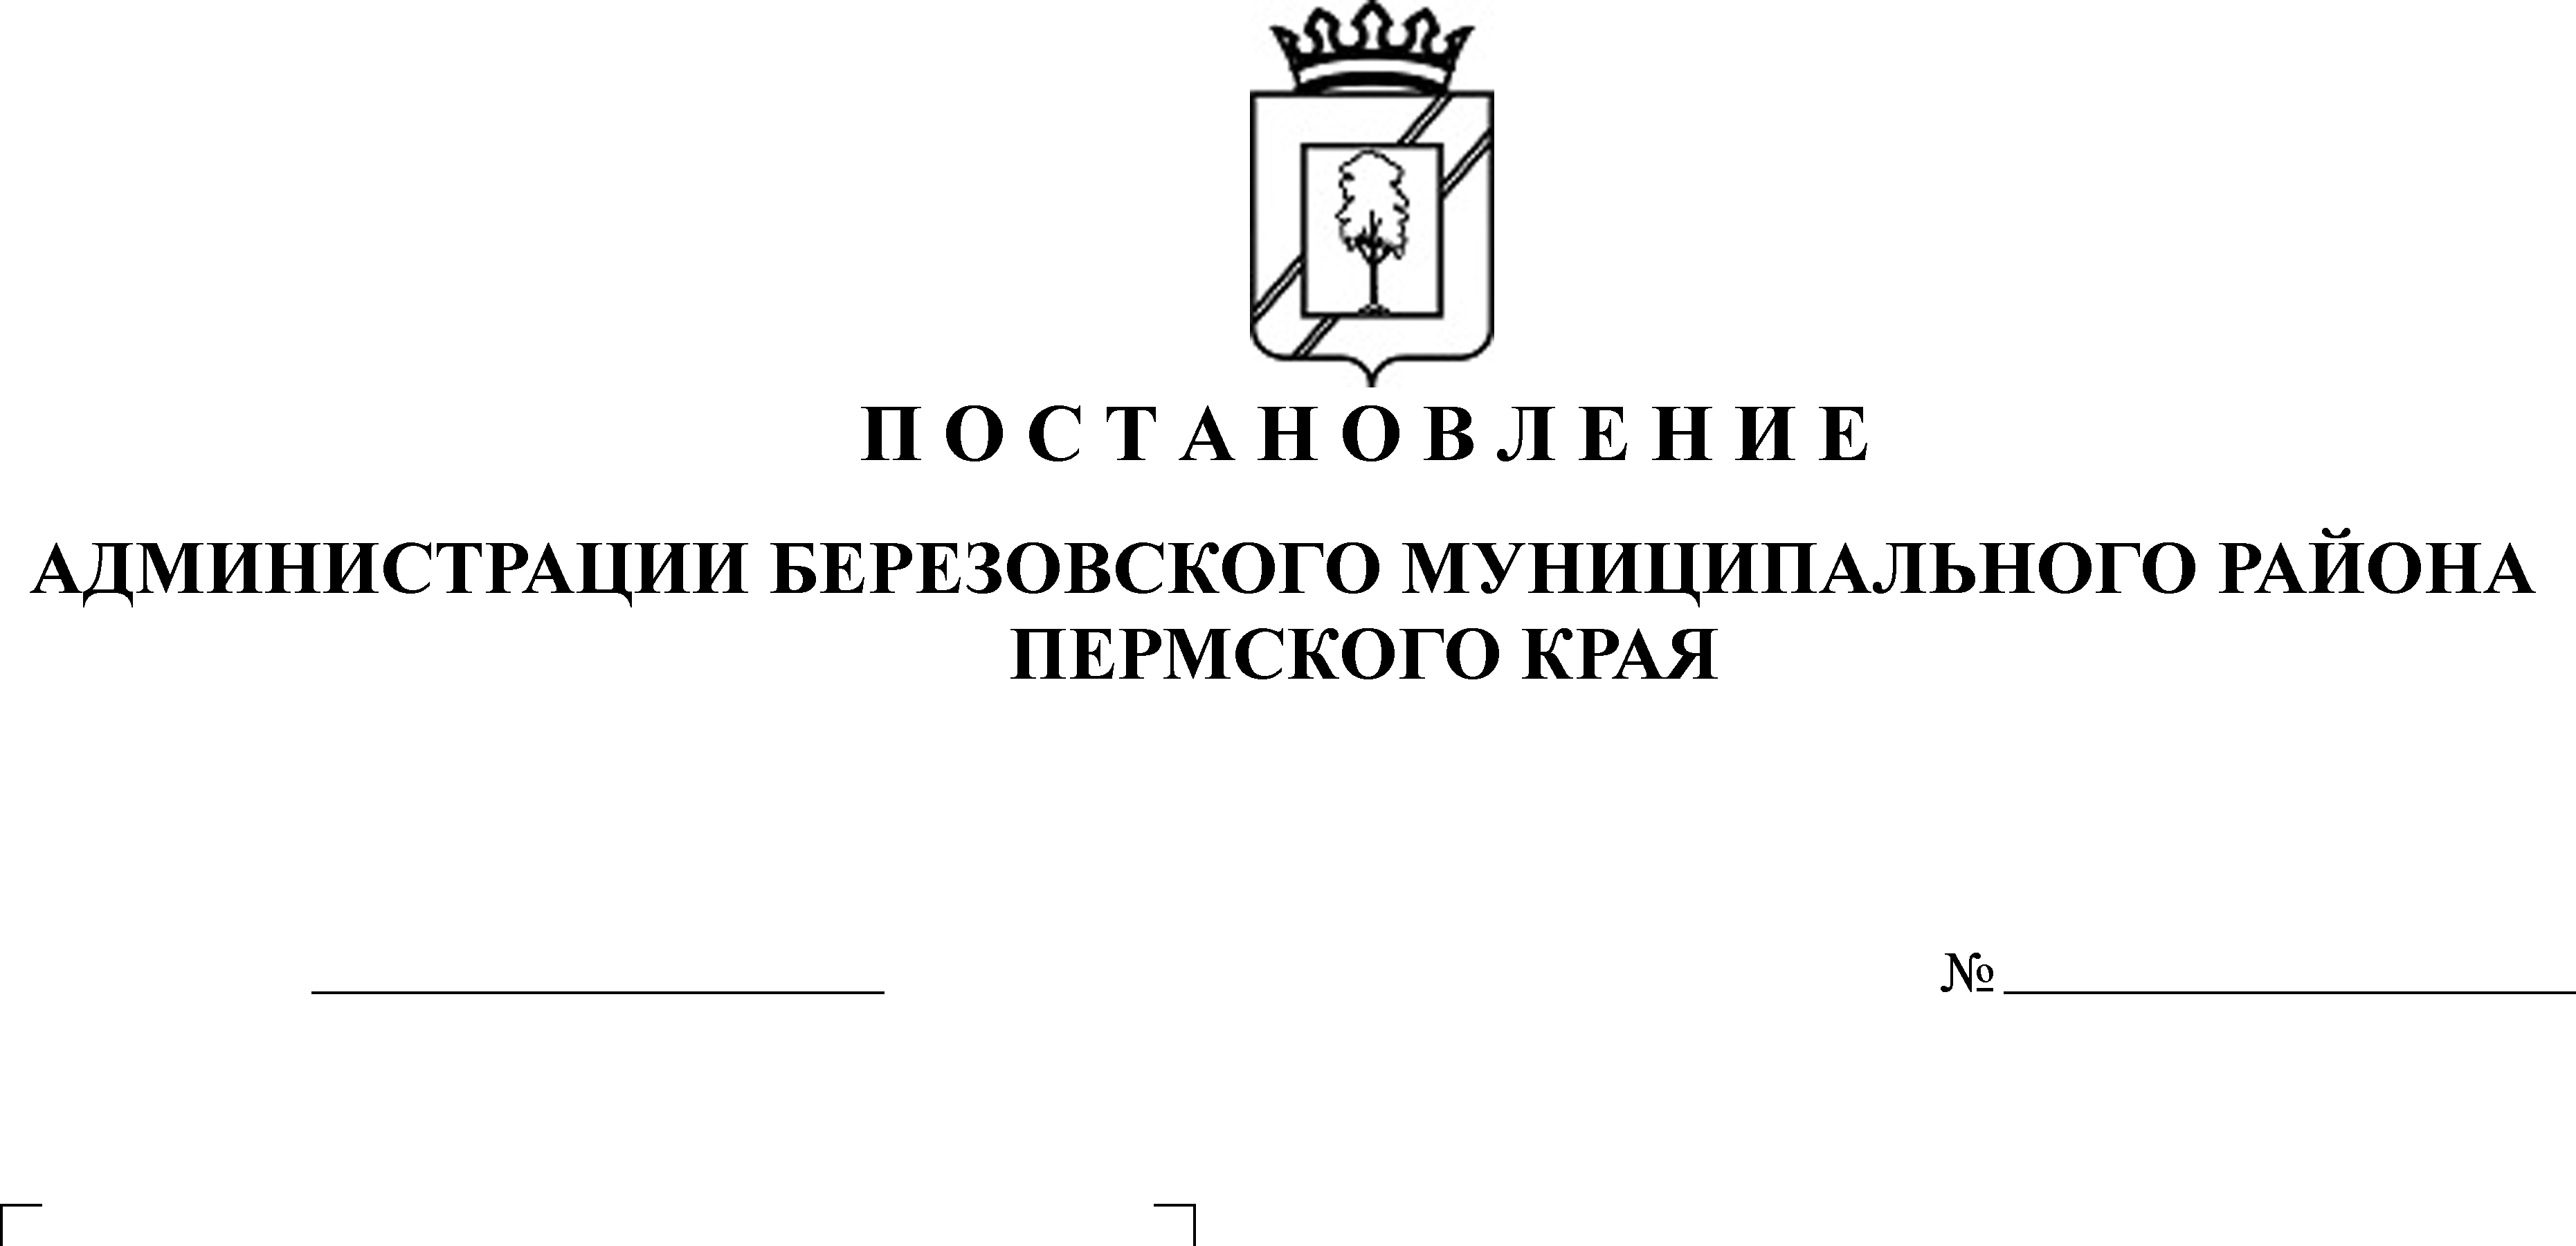 П О С Т А Н О В Л Е Н И Е
АДМИНИСТРАЦИИ БЕРЕЗОВСКОГО МУНИЦИПАЛЬНОГО РАЙОНА
ПЕРМСКОГО КРАЯ
№